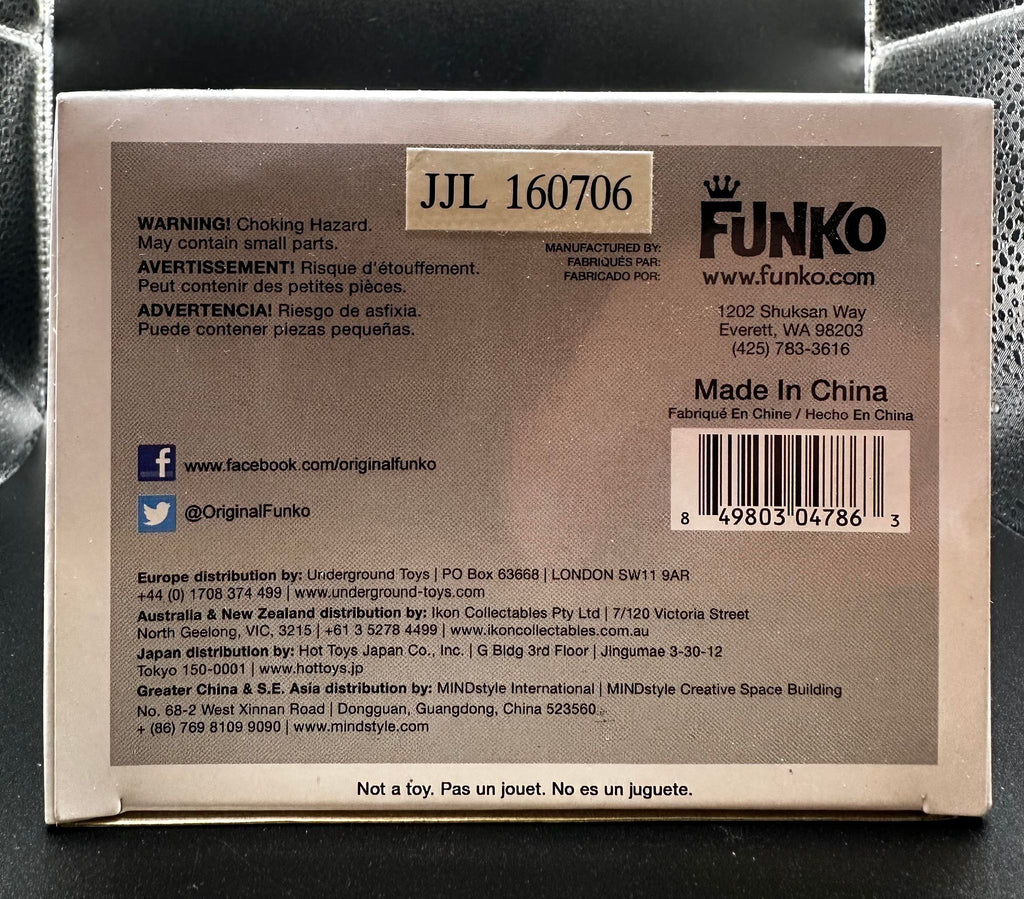 JJL 160706
WARNING! Choking Hazard.
May contain small parts.
AVERTISSEMENT! Risque d'étouffement.
Peut contenir des petites pièces.
ADVERTENCIA! Riesgo de asfixia.
Puede contener piezas pequeñas.
MANUFACTURED BY:
FABRIQUÉS PAR:
FABRICADO POR:
FUNKO
www.funko.com
1202 Shuksan Way
Everett, WA 98203
(425) 783-3616
Made In China
Fabriqué En Chine / Hecho En China
8 49803 04786 3
f www.facebook.com/originalfunko
@OriginalFunko
Europe distribution by: Underground Toys | PO Box 63668 | LONDON SW11 9AR
+44 (0) 1708 374 499 | www.underground-toys.com
Australia & New Zealand distribution by: Ikon Collectables Pty Ltd | 7/120 Victoria Street
North Geelong, VIC, 3215 | +61 3 5278 4499 | www.ikoncollectables.com.au
Japan distribution by: Hot Toys Japan Co., Inc. | G Bldg 3rd Floor | Jingumae 3-30-12
Tokyo 150-0001 | www.hottoys.jp
Greater China & S.E. Asia distribution by: MINDstyle International | MINDstyle Creative Space Building
No. 68-2 West Xinnan Road | Dongguan, Guangdong, China 523560
+ (86) 769 8109 9090 | www.mindstyle.com
Not a toy. Pas un jouet. No es un juguete.